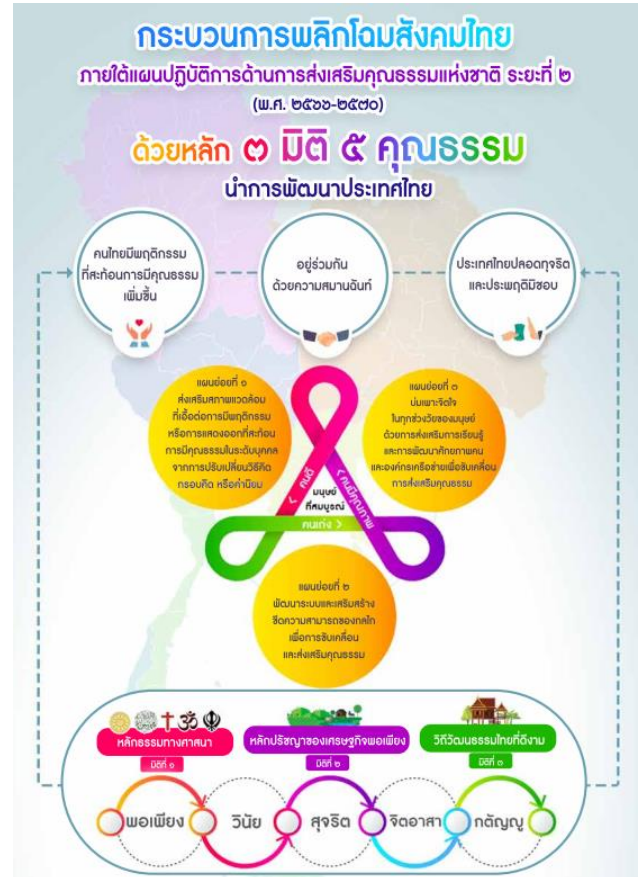 กระบวนการพลิกโฉมสังคมไทย
ภายใต้แผนปฏิบัติการด้านการส่งเสริมคุณธรรมแห่งชาติ ระยะที่ ๒
(พ.ศ. ๒๕๖๖-๒๕๗๐)
ด้วยหลัก ๓ มิติ ๕ คุณธรรม
นำการพัฒนาประเทศไทย
คนไทยมีพฤติกรรม
ที่สะท้อนการมีคุณธรรม
เพิ่มขึ้น
อยู่ร่วมกัน
ด้วยความสมานฉันท์
ประเทศไทยปลอดทุจริต
และประพฤติมิชอบ
แผนย่อยที่ ๑
ส่งเสริมสภาพแวดล้อม
ที่เอื้อต่อการมีพฤติกรรม
หรือการแสดงออกที่สะท้อน
การมีคุณธรรมในระดับบุคคล
จากการปรับเปลี่ยนวิธีคิด
กรอบคิด หรือค่านิยม
แผนย่อยที่ ๓
บ่มเพาะจิตใจ
ในทุกช่วงวัยของมนุษย์
ด้วยการส่งเสริมการเรียนรู้
และการพัฒนาศักยภาพคน
และองค์กรเครือข่ายเพื่อขับเคลื่อน
การส่งเสริมคุณธรรม
< คนดี
< คนมีคุณภาพ
มนุษย์
ที่สมบูรณ์
คนเก่ง >
แผนย่อยที่ ๒
พัฒนาระบบและเสริมสร้าง
ขีดความสามารถของกลไก
เพื่อการขับเคลื่อน
และส่งเสริมคุณธรรม
หลักธรรมทางศาสนา
มิติที่ ๑
หลักปรัชญาของเศรษฐกิจพอเพียง
มิติที่ ๒
วิถีวัฒนธรรมไทยที่ดีงาม
มิติที่ ๓
พอเพียง
วินัย
สุจริต
จิตอาสา
กตัญญู